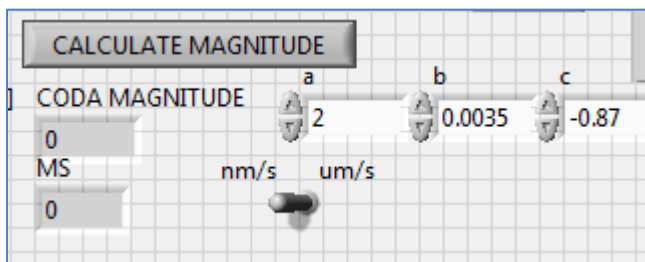 CALCULATE MAGNITUDE
a b c
] CODA MAGNITUDE
2 0.0035 -0.87
0
MS
nm/s um/s
0